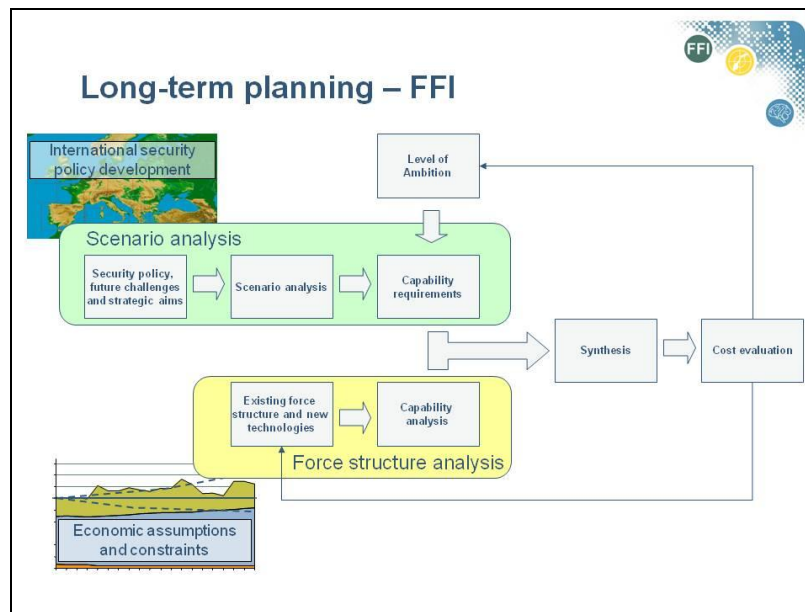 FFI
Long-term planning – FFI
International security
policy development
Level of
Ambition
Scenario analysis
Security policy,
future challenges
and strategic aims
Scenario analysis
Capability
requirements
Synthesis
Cost evaluation
Existing force
structure and new
technologies
Capability
analysis
Force structure analysis
Economic assumptions
and constraints